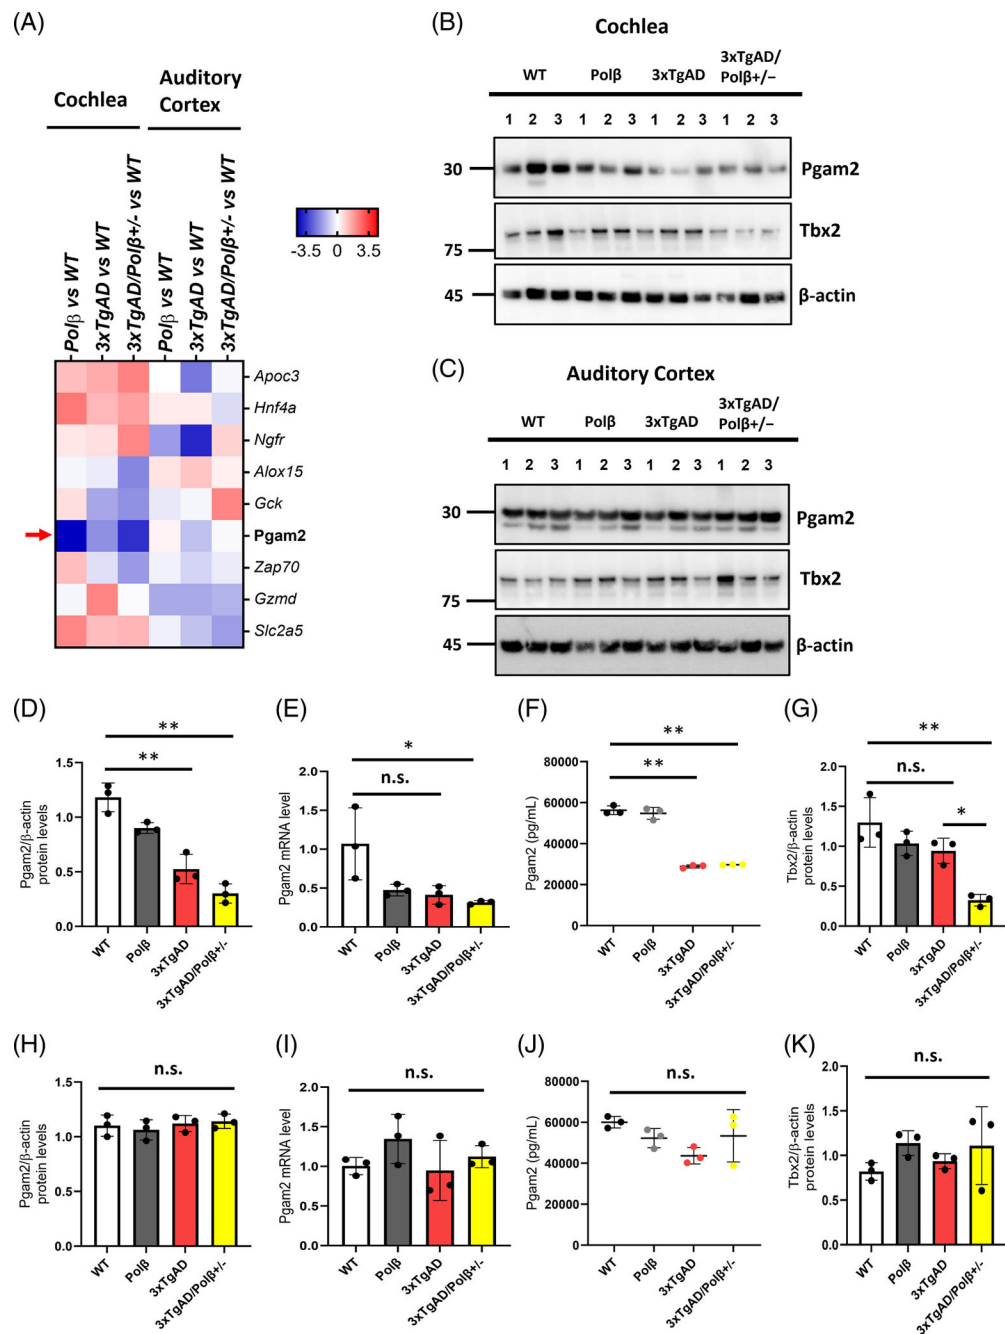 (A)
Cochlea
Auditory
Cortex
Polβ vs WT
3xTgAD vs WT
3xTgAD/Polβ+/- vs WT
Polβ vs WT
3xTgAD vs WT
3xTgAD/Polβ+/- vs WT
-3.5 0 3.5
Apoc3
Hnf4a
Ngfr
Alox15
Gck
Pgam2
Zap70
Gzmd
Slc2a5
(B)
Cochlea
WT Polβ 3xTgAD 3xTgAD/
Polβ+/−
1 2 3 1 2 3 1 2 3 1 2 3
30 Pgam2
Tbx2
75
45 β-actin
(C)
Auditory Cortex
WT Polβ 3xTgAD 3xTgAD/
Polβ+/−
1 2 3 1 2 3 1 2 3 1 2 3
30 Pgam2
Tbx2
75
45 β-actin
(D)
**
**
Pgam2/β-actin
protein levels
1.5
1.0
0.5
0.0
WT
Polβ
3xTgAD
3xTgAD/Polβ+/-
(E)
*
n.s.
Pgam2 mRNA level
2.0
1.5
1.0
0.5
0.0
WT
Polβ
3xTgAD
3xTgAD/Polβ+/-
(F)
**
**
Pgam2 (pg/mL)
80000
60000
40000
20000
0
WT
Polβ
3xTgAD
3xTgAD/Polβ+/-
(G)
**
n.s.
*
Tbx2/β-actin
protein levels
2.0
1.5
1.0
0.5
0.0
WT
Polβ
3xTgAD
3xTgAD/Polβ+/-
(H)
n.s.
Pgam2/β-actin
protein levels
1.5
1.0
0.5
0.0
WT
Polβ
3xTgAD
3xTgAD/Polβ+/-
(I)
n.s.
Pgam2 mRNA level
2.0
1.5
1.0
0.5
0.0
WT
Polβ
3xTgAD
3xTgAD/Polβ+/-
(J)
n.s.
Pgam2 (pg/mL)
80000
60000
40000
20000
0
WT
Polβ
3xTgAD
3xTgAD/Polβ+/-
(K)
n.s.
Tbx2/β-actin
protein levels
2.0
1.5
1.0
0.5
0.0
WT
Polβ
3xTgAD
3xTgAD/Polβ+/-